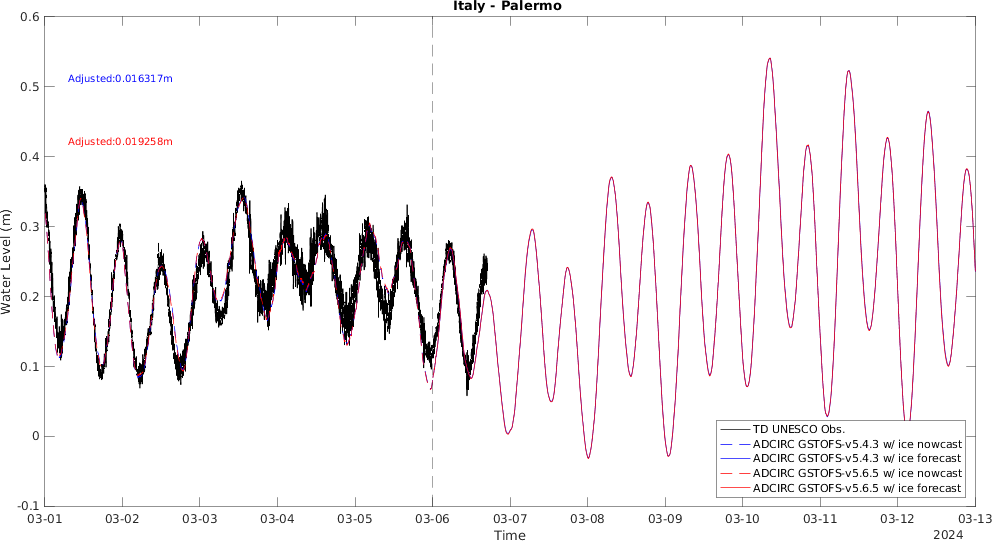 Italy - Palermo
0.6
0.5
0.4
0.3
0.2
0.1
0
-0.1
Water Level (m)
Adjusted:0.016317m
Adjusted:0.019258m
TD UNESCO Obs.
ADCIRC GSTOFS-v5.4.3 w/ ice nowcast
ADCIRC GSTOFS-v5.4.3 w/ ice forecast
ADCIRC GSTOFS-v5.6.5 w/ ice nowcast
ADCIRC GSTOFS-v5.6.5 w/ ice forecast
03-01 03-02 03-03 03-04 03-05 03-06 03-07 03-08 03-09 03-10 03-11 03-12 03-13
Time
2024